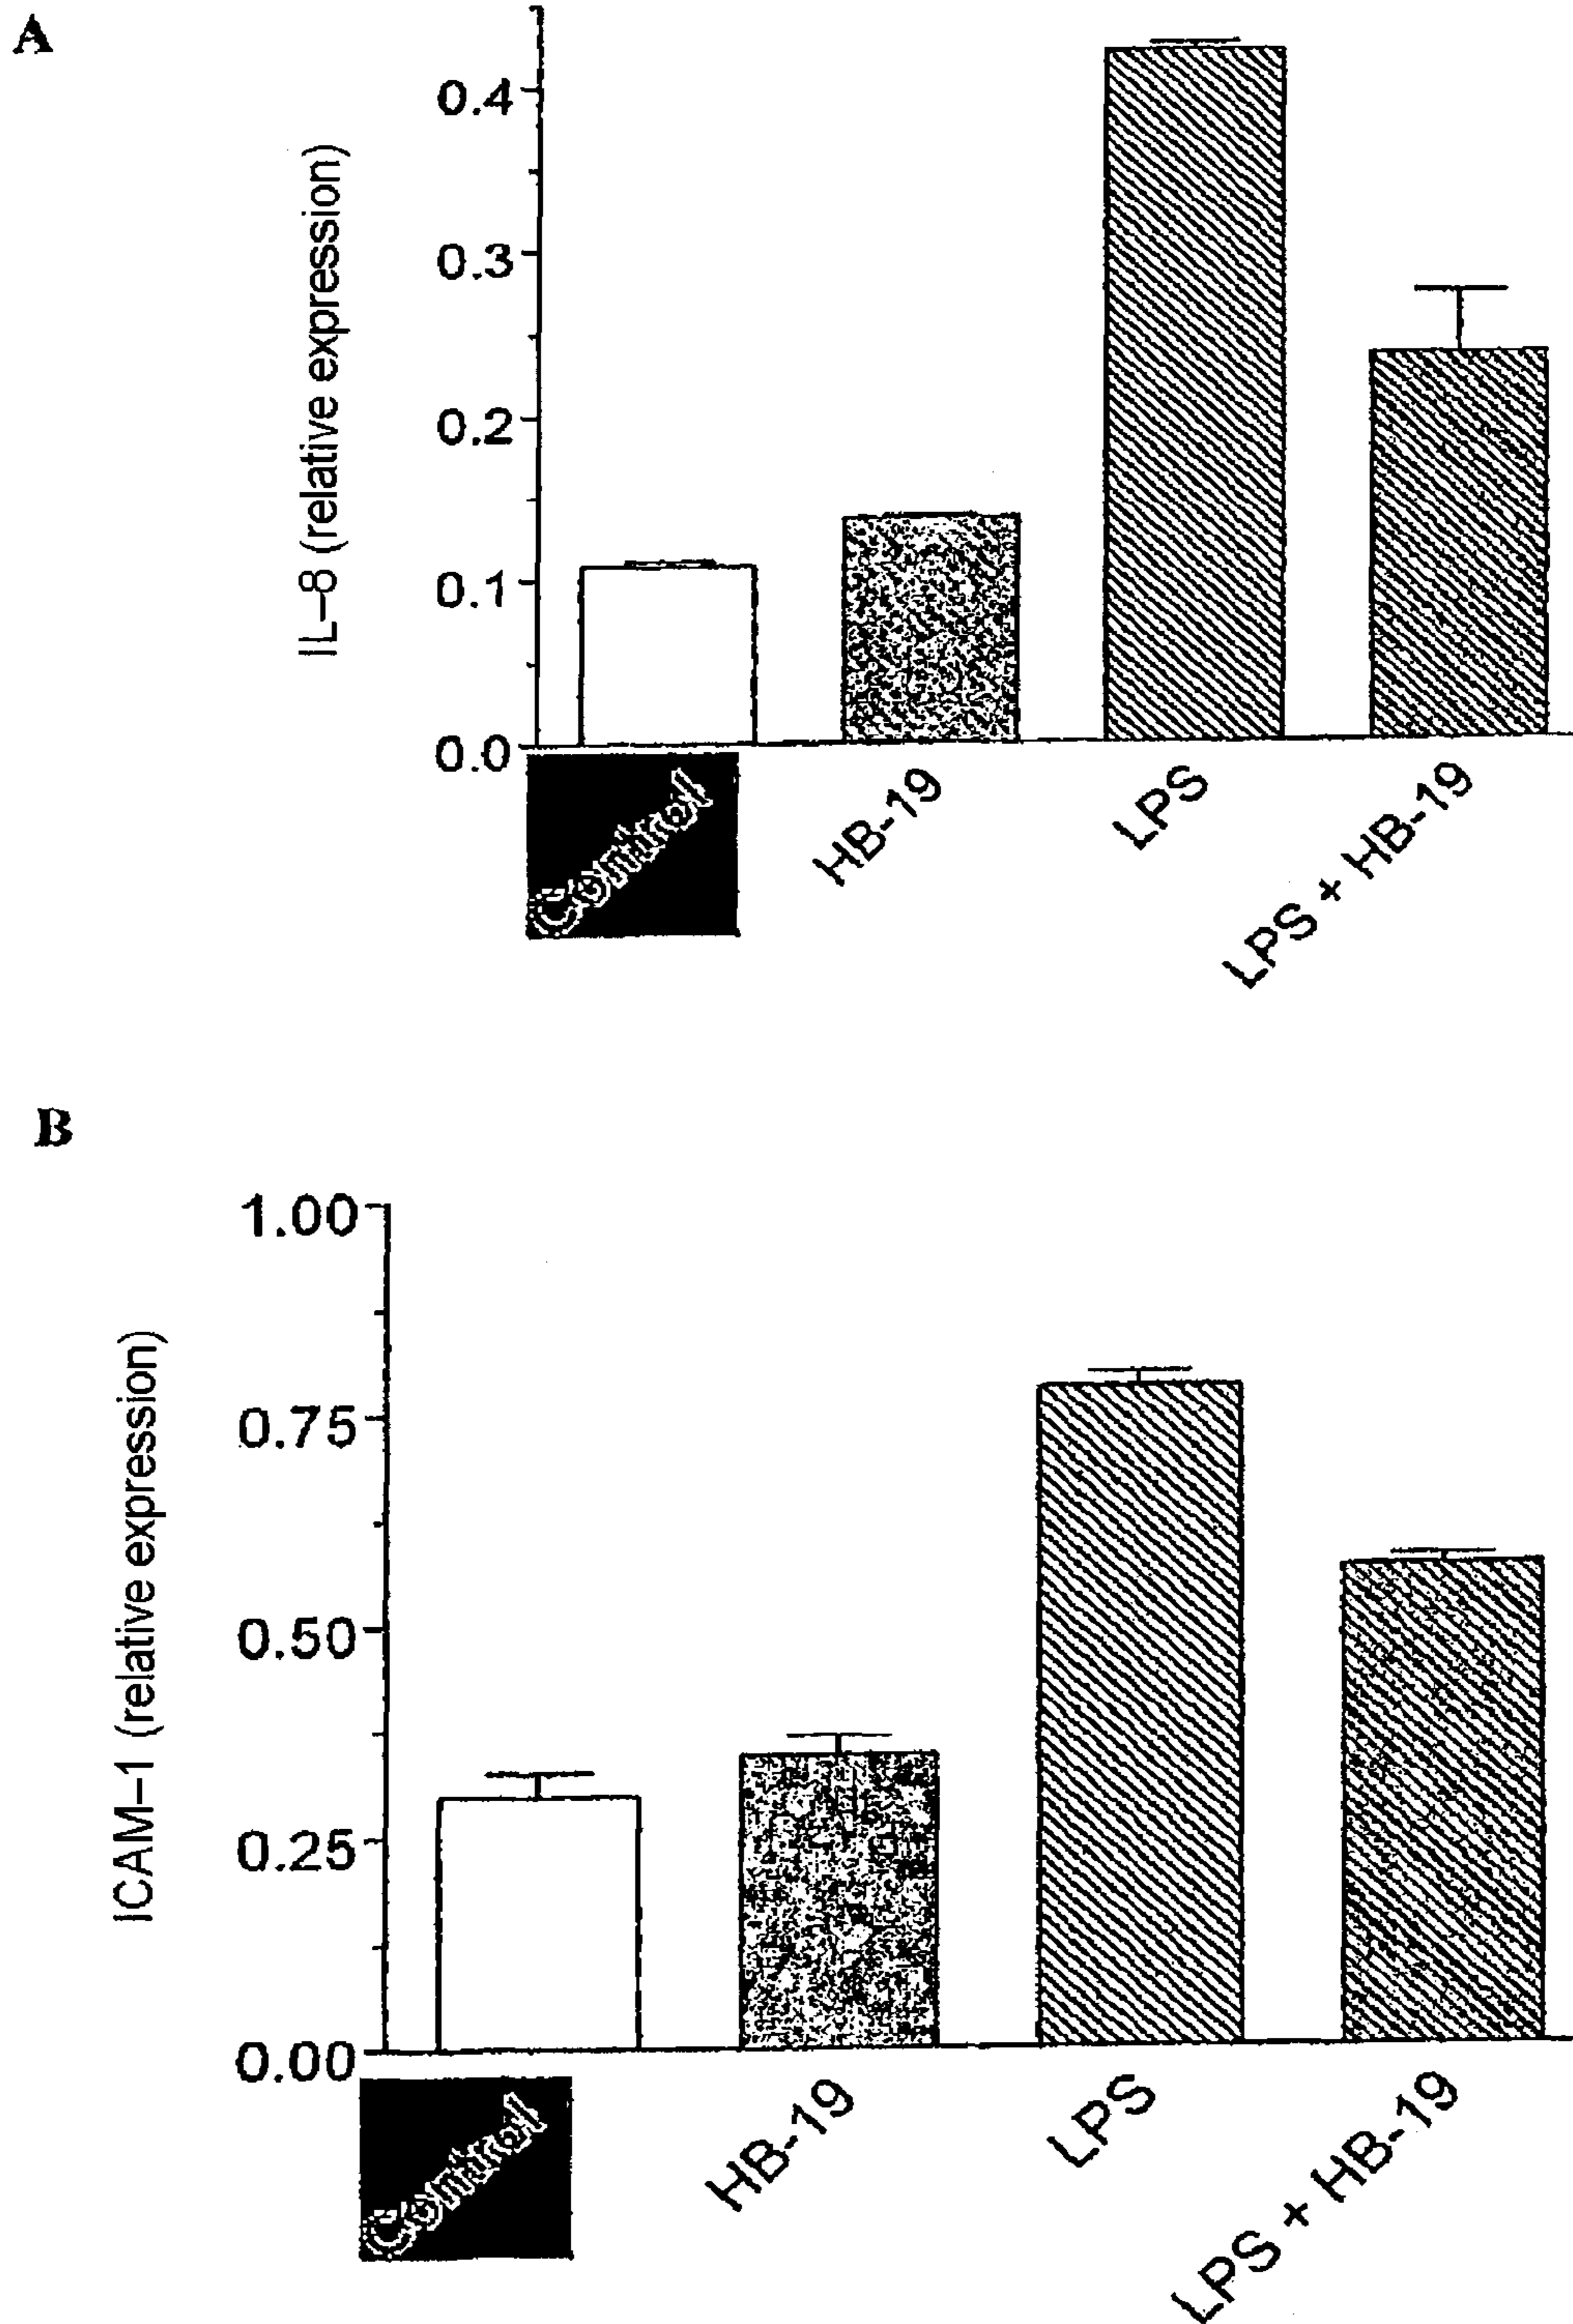 A
IL–8 (relative expression)
0.4
0.3
0.2
0.1
0.0
Control
HB-19
LPS
LPS + HB-19
B
ICAM–1 (relative expression)
1.00
0.75
0.50
0.25
0.00
Control
HB-19
LPS
LPS + HB-19